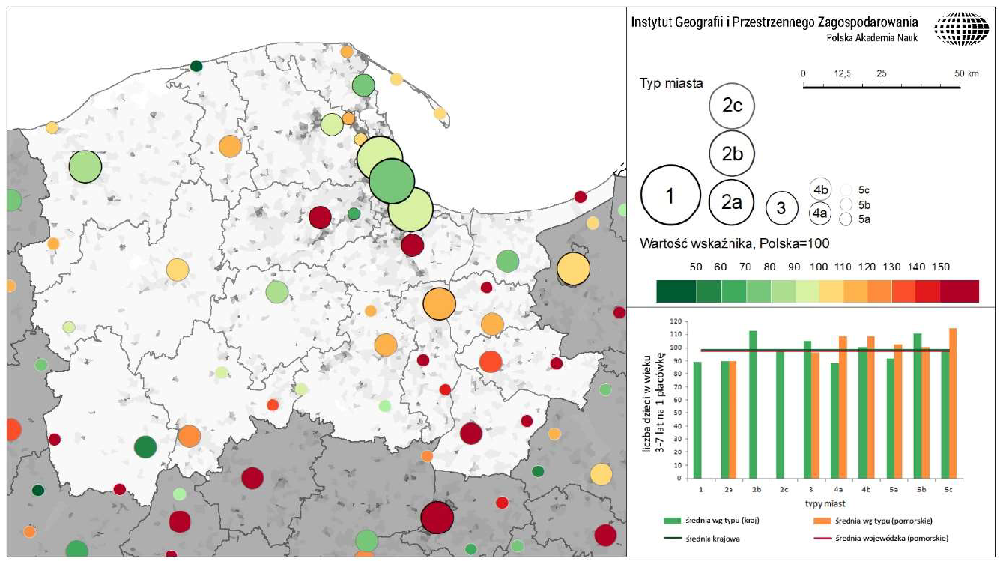 Instytut Geografii i Przestrzennego Zagospodarowania
Polska Akademia Nauk
0 12,5 25 50 km
Typ miasta
2c
2b
1 2a 3 4b 5c
4a 5b
5a
Wartość wskaźnika, Polska=100
50 60 70 80 90 100 110 120 130 140 150
liczba dzieci w wieku
3-7 lat na 1 placówkę
120
110
100
90
80
70
60
50
40
30
20
10
0
1 2a 2b 2c 3 4a 4b 5a 5b 5c
typy miast
średnia wg typu (kraj) średnia wg typu (pomorskie)
średnia krajowa średnia wojewódzka (pomorskie)